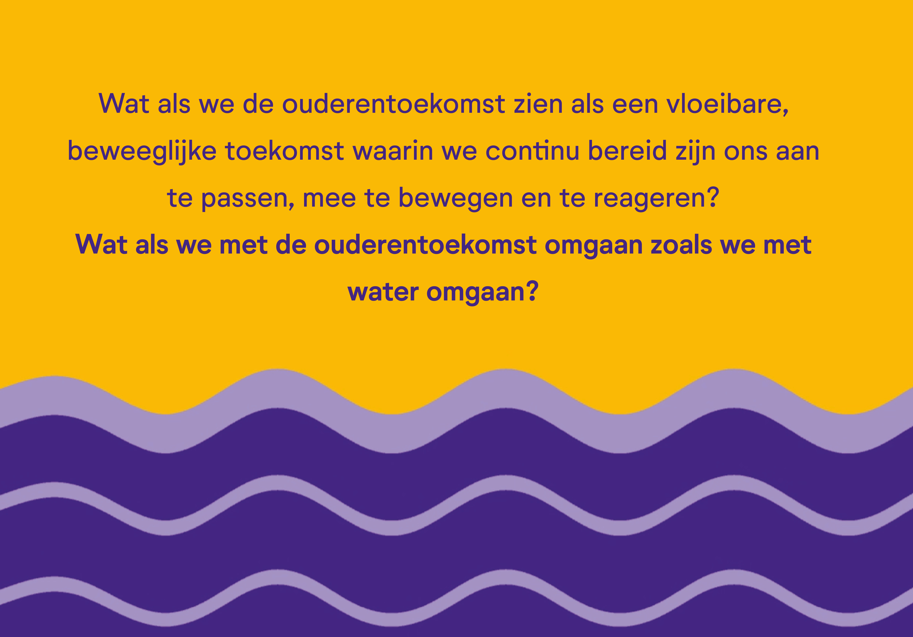 Wat als we de ouderentoekomst zien als een vloeibare,
beweeglijke toekomst waarin we continu bereid zijn ons aan
te passen, mee te bewegen en te reageren?
Wat als we met de ouderentoekomst omgaan zoals we met
water omgaan?